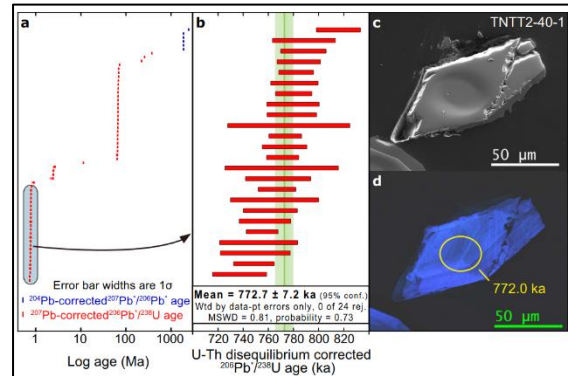 a
Error bar widths are 1σ
²⁰⁴Pb-corrected²⁰⁷Pb*/²⁰⁶Pb* age
²⁰⁷Pb-corrected²⁰⁶Pb*/²³⁸U age
1 10 100 1000
Log age (Ma)
b
Mean = 772.7 ± 7.2 ka (95% conf.)
Wtd by data-pt errors only, 0 of 24 rej.
MSWD = 0.81, probability = 0.73
720 740 760 780 800 820
U-Th disequilibrium corrected
²⁰⁶Pb*/²³⁸U age (ka)
c
TNTT2-40-1
50 µm
d
772.0 ka
50 µm